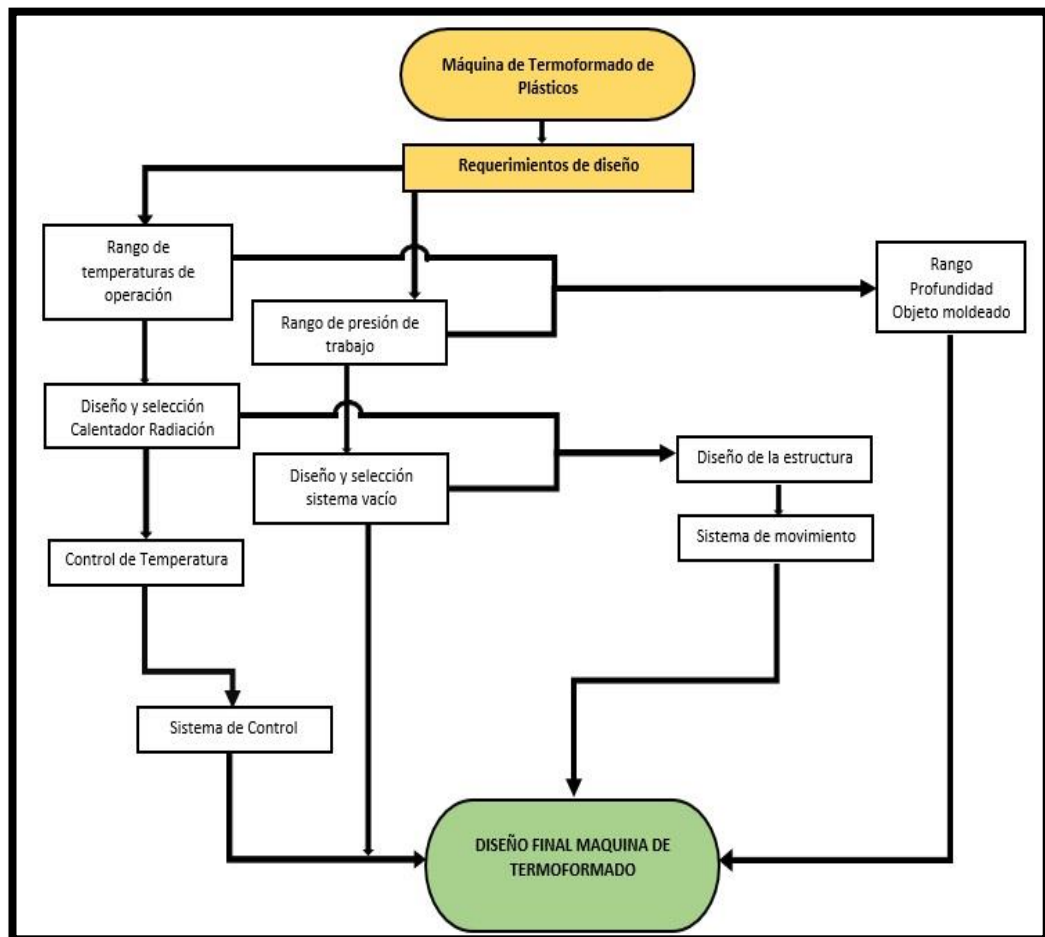 Máquina de Termoformado de
Plásticos
Requerimientos de diseño
Rango de
temperaturas de
operación
Rango
Profundidad
Objeto moldeado
Rango de presión de
trabajo
Diseño y selección
Calentador Radiación
Diseño de la estructura
Diseño y selección
sistema vacío
Sistema de movimiento
Control de Temperatura
Sistema de Control
DISEÑO FINAL MAQUINA DE
TERMOFORMADO